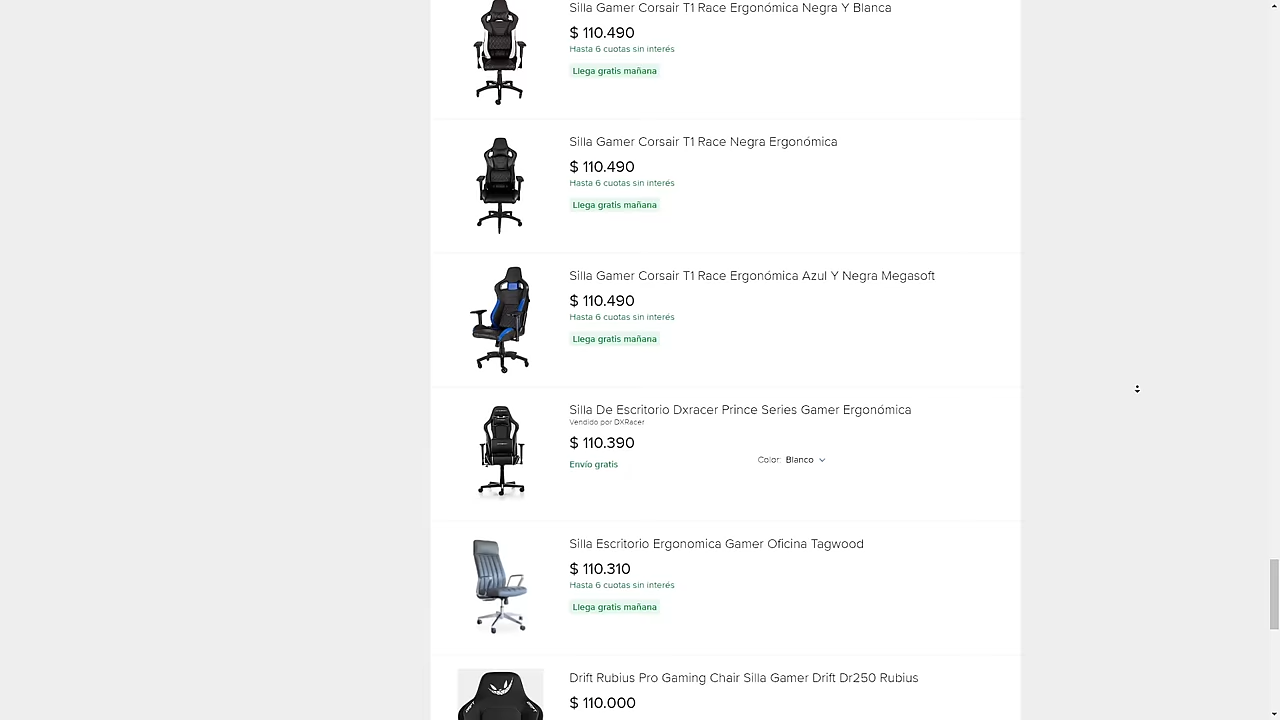 Silla Gamer Corsair T1 Race Ergonómica Negra Y Blanca
$ 110.490
Hasta 6 cuotas sin interés
Llega gratis mañana
Silla Gamer Corsair T1 Race Negra Ergonómica
$ 110.490
Hasta 6 cuotas sin interés
Llega gratis mañana
Silla Gamer Corsair T1 Race Ergonómica Azul Y Negra Megasoft
$ 110.490
Hasta 6 cuotas sin interés
Llega gratis mañana
Silla De Escritorio Dxracer Prince Series Gamer Ergonómica
Vendido por DXRacer
$ 110.390
Envío gratis
Color: Blanco
Silla Escritorio Ergonomica Gamer Oficina Tagwood
$ 110.310
Hasta 6 cuotas sin interés
Llega gratis mañana
Drift Rubius Pro Gaming Chair Silla Gamer Drift Dr250 Rubius
$ 110.000